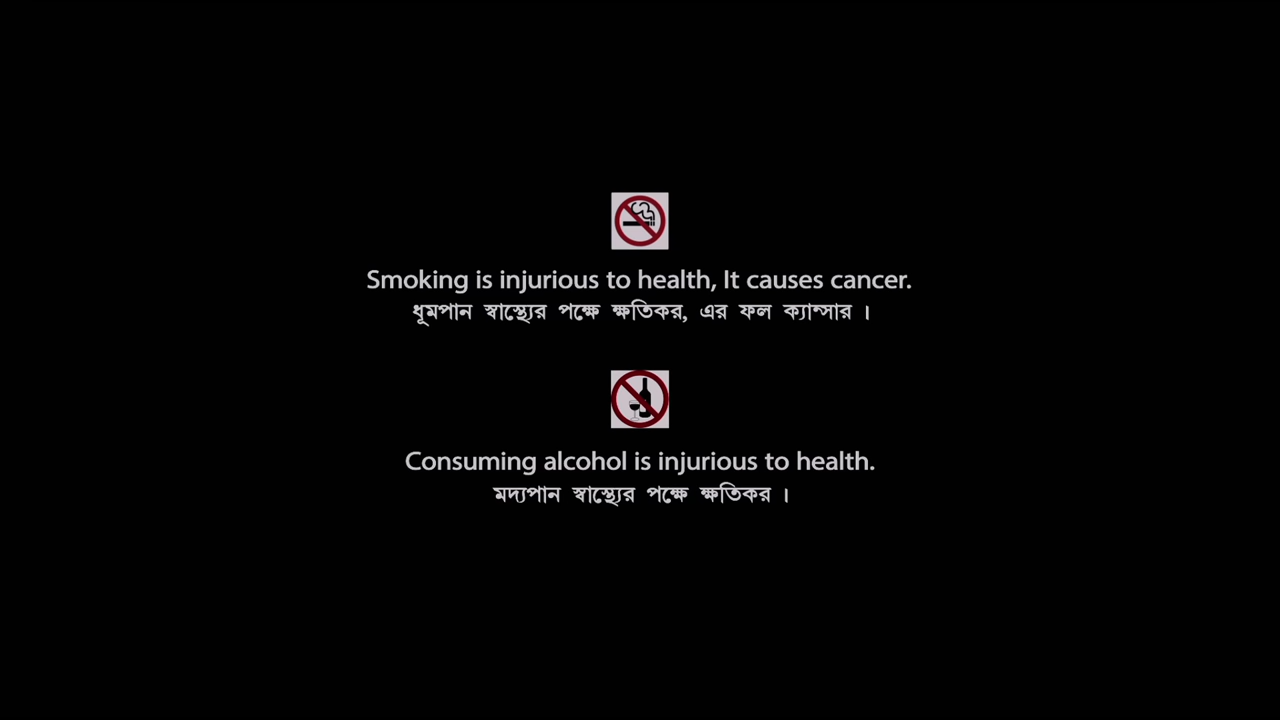 Smoking is injurious to health, It causes cancer.
ধূমপান স্বাস্থ্যের পক্ষে ক্ষতিকর, এর ফল ক্যান্সার ।
Consuming alcohol is injurious to health.
মদ্যপান স্বাস্থ্যের পক্ষে ক্ষতিকর ।